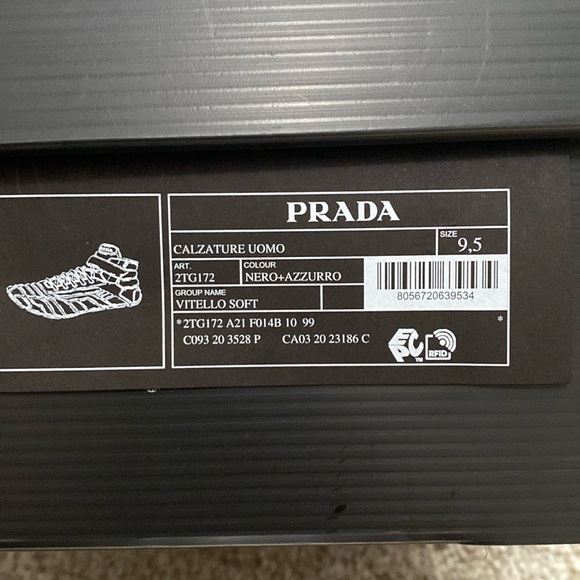 PRADA
CALZATURE UOMO
SIZE
9,5
ART.
2TG172
COLOUR
NERO+AZZURRO
GROUP NAME
VITELLO SOFT
8056720639534
*2TG172 A21 F014B 10 99 *
C093 20 3528 P CA03 20 23186 C
EPC™
RFID